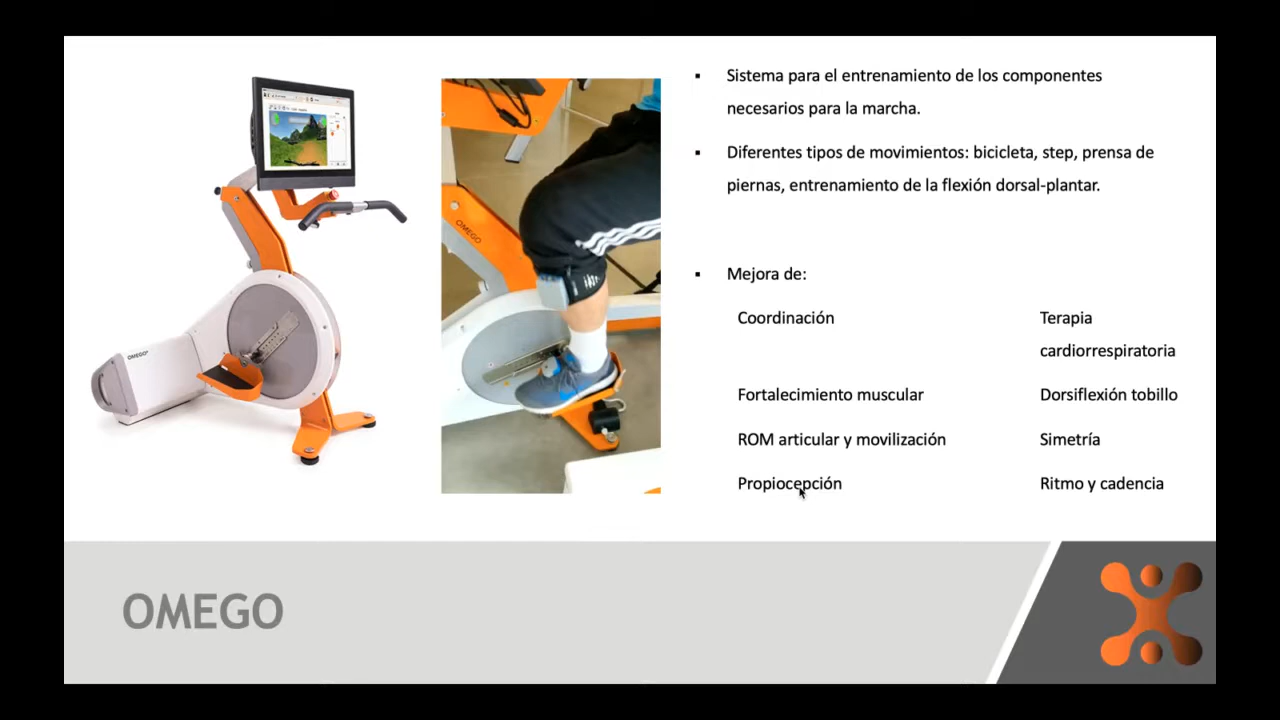 Sistema para el entrenamiento de los componentes
necesarios para la marcha.
Diferentes tipos de movimientos: bicicleta, step, prensa de
piernas, entrenamiento de la flexión dorsal-plantar.
Mejora de:
Coordinación
Terapia
cardiorrespiratoria
Fortalecimiento muscular
Dorsiflexión tobillo
ROM articular y movilización
Simetría
Propiocepción
Ritmo y cadencia
OMEGO
OMEGO
OMEGO